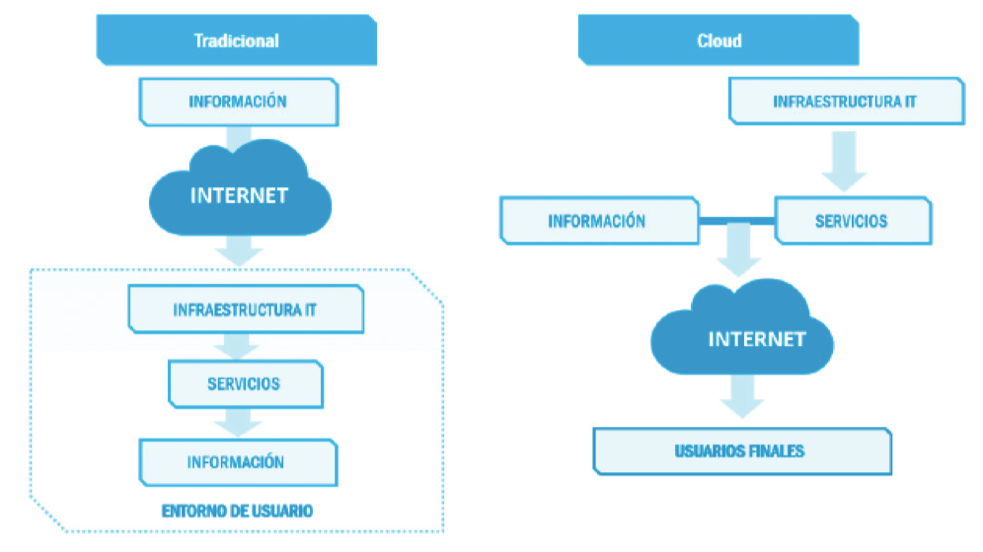 Tradicional
INFORMACIÓN
INTERNET
INFRAESTRUCTURA IT
SERVICIOS
INFORMACIÓN
ENTORNO DE USUARIO
Cloud
INFRAESTRUCTURA IT
INFORMACIÓN
SERVICIOS
INTERNET
USUARIOS FINALES